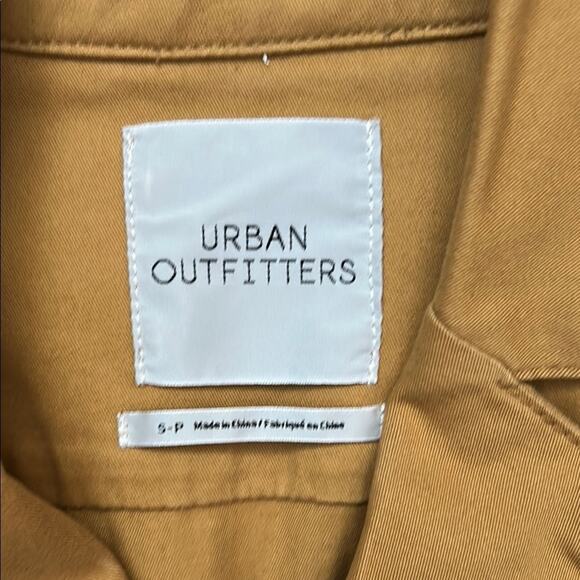 URBAN
OUTFITTERS
S-P Made in China / Fabriqué en Chine